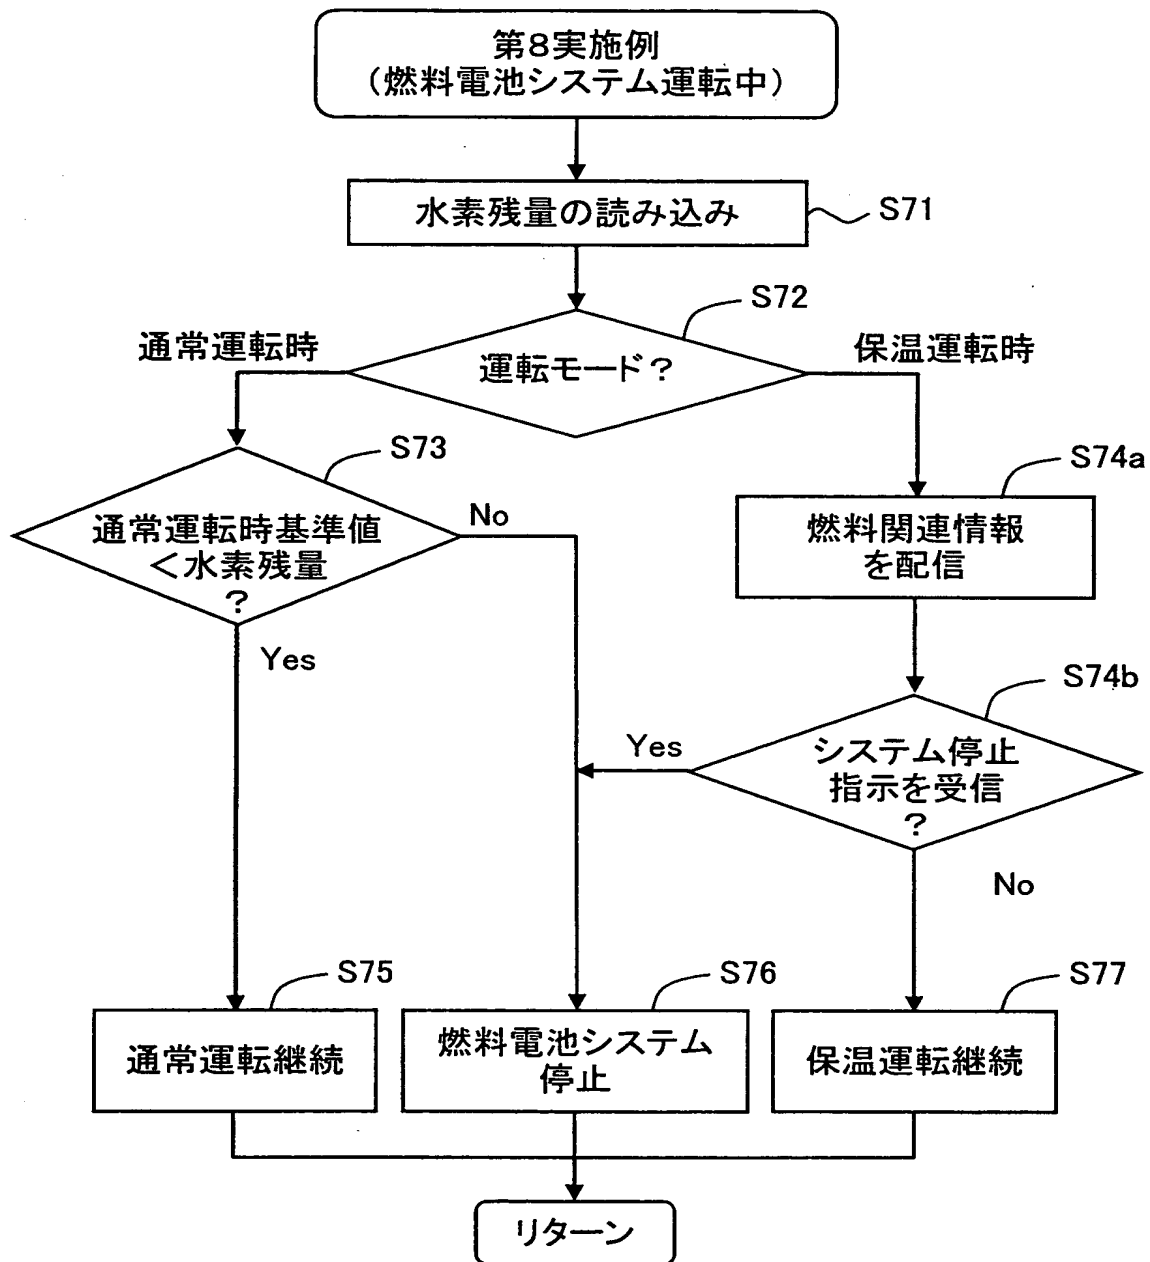 第8実施例
（燃料電池システム運転中）
水素残量の読み込み
S71
S72
通常運転時
運転モード？
保温運転時
S73
通常運転時基準値
＜水素残量
？
No
Yes
S74a
燃料関連情報
を配信
S74b
Yes
システム停止
指示を受信
？
No
S75
通常運転継続
S76
燃料電池システム
停止
S77
保温運転継続
リターン